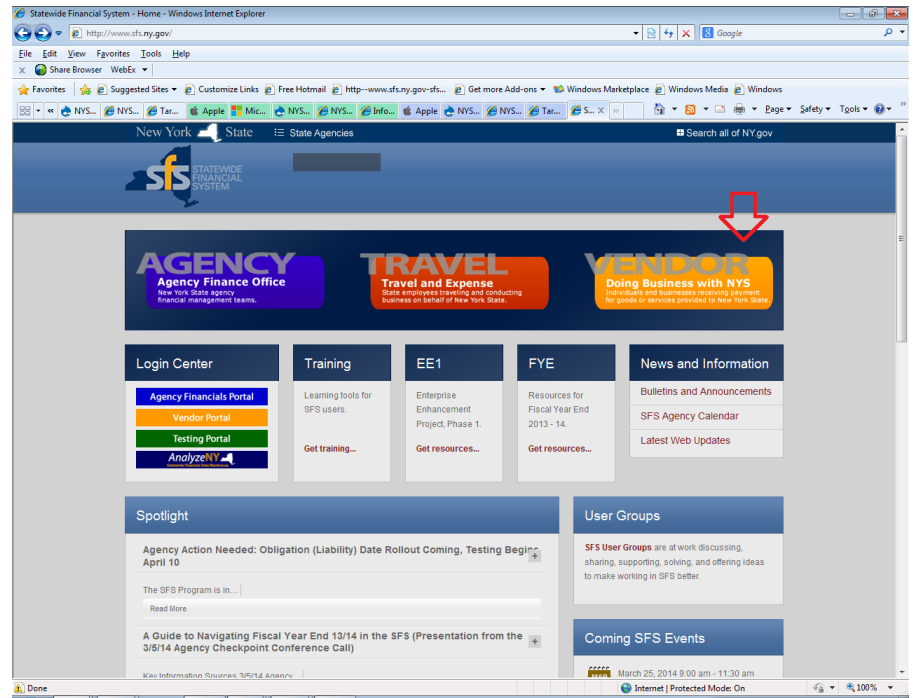 Statewide Financial System - Home - Windows Internet Explorer
http://www.sfs.ny.gov/
Google
File Edit View Favorites Tools Help
x Share Browser WebEx
Favorites Suggested Sites Customize Links Free Hotmail http--www.sfs.ny.gov-sfs... Get more Add-ons Windows Marketplace Windows Media Windows
NYS... NYS... Tar... Apple Mic... NYS... NYS... Info... Apple NYS... NYS... Tar... S... X Page Safety Tools
New York State State Agencies Search all of NY.gov
sfs STATEWIDE
FINANCIAL
SYSTEM
AGENCY
Agency Finance Office
New York State agency
financial management teams.
TRAVEL
Travel and Expense
State employees traveling and conducting
business on behalf of New York State.
VENDOR
Doing Business with NYS
Individuals and businesses receiving payment
for goods or services provided to New York State.
Login Center
Agency Financials Portal
Vendor Portal
Testing Portal
AnalyzeNY
Statewide Financial Data Warehouse
Training
Learning tools for
SFS users.
Get training...
EE1
Enterprise
Enhancement
Project, Phase 1.
Get resources...
FYE
Resources for
Fiscal Year End
2013 - 14.
Get resources...
News and Information
Bulletins and Announcements
SFS Agency Calendar
Latest Web Updates
Spotlight
Agency Action Needed: Obligation (Liability) Date Rollout Coming, Testing Begins
April 10
The SFS Program is in...
Read More
A Guide to Navigating Fiscal Year End 13/14 in the SFS (Presentation from the
3/5/14 Agency Checkpoint Conference Call)
Key Information Sources 3/5/14 Agency
User Groups
SFS User Groups are at work discussing,
sharing, supporting, solving, and offering ideas
to make working in SFS better.
Coming SFS Events
MAR
March 25, 2014 9:00 am - 11:30 am
Done Internet | Protected Mode: On 100%